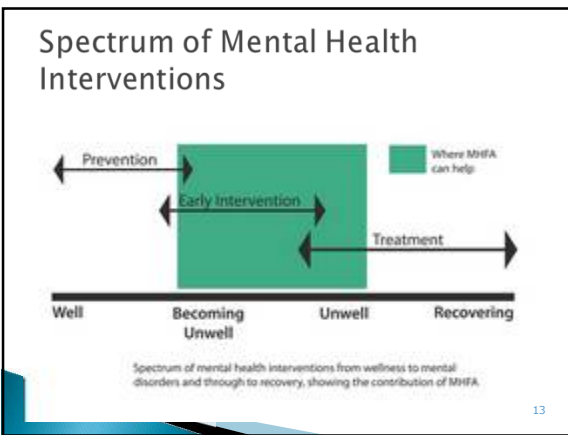 Spectrum of Mental Health
Interventions
Prevention
Where MHFA
can help
Early Intervention
Treatment
Well
Becoming
Unwell
Unwell
Recovering
Spectrum of mental health interventions from wellness to mental
disorders and through to recovery, showing the contribution of MHFA
13